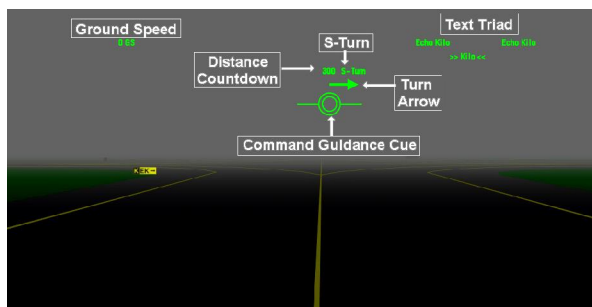 Ground Speed
0 GS
S-Turn
Text Triad
Echo Kilo
Echo Kilo
>> Kilo <<
Distance
Countdown
200 S-Turn
Turn
Arrow
Command Guidance Cue